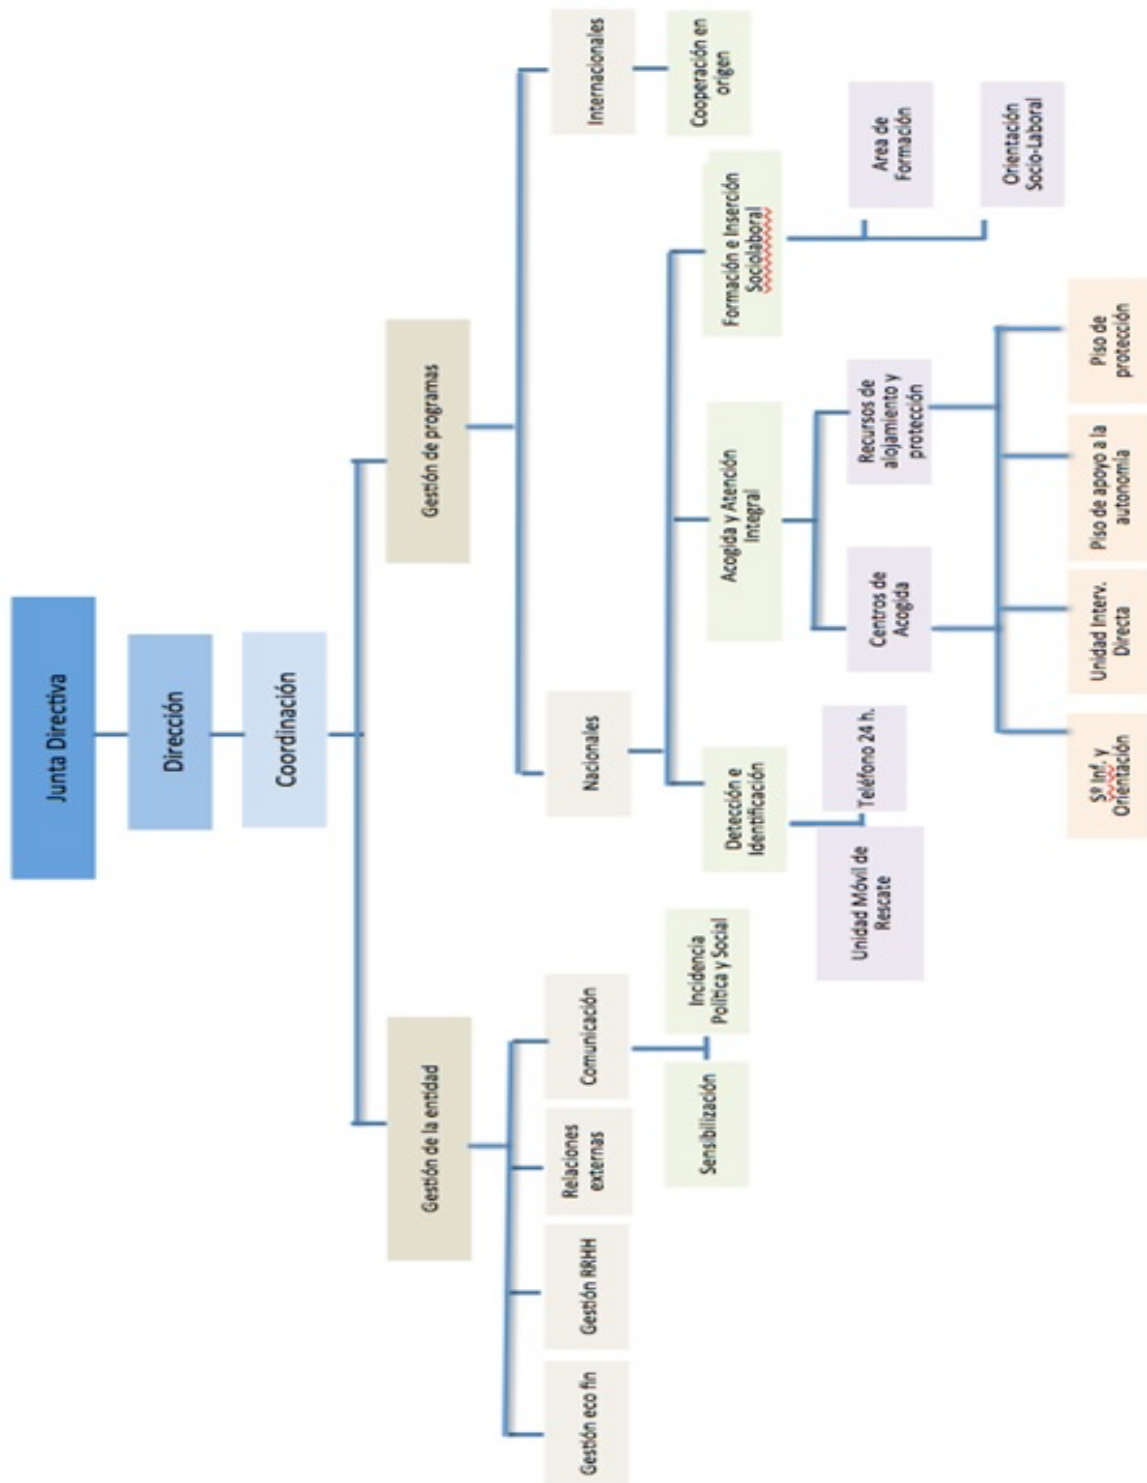 Junta Directiva
Dirección
Coordinación
Gestión de la entidad
Gestión de programas
Gestión eco fin
Gestión RRHH
Relaciones
externas
Comunicación
Nacionales
Internacionales
Sensibilización
Incidencia
Política y Social
Detección e
Identificación
Acogida y Atención
Integral
Formación e Inserción
Sociolaboral
Cooperación en
origen
Unidad Móvil de
Rescate
Teléfono 24 h.
Centros de
Acogida
Recursos de
alojamiento y
protección
Area de
Formación
Orientación
Socio-Laboral
Sº Inf. y
Orientación
Unidad Interv.
Directa
Piso de apoyo a la
autonomía
Piso de
protección